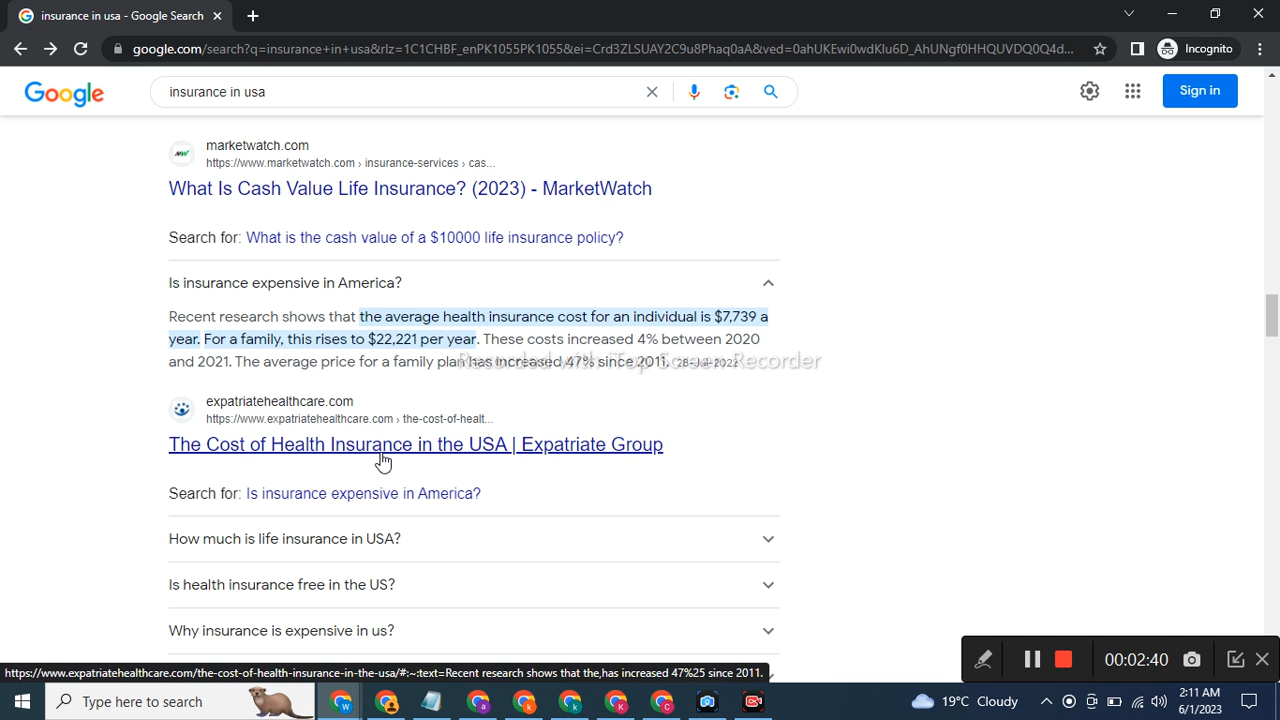 insurance in usa - Google Search
google.com/search?q=insurance+in+usa&rlz=1C1CHBF_enPK1055PK1055&ei=Crd3ZLSUAY2C9u8Phaq0aA&ved=0ahUKEwi0wdKlu6D_AhUNgf0HHQUVDQ0Q4d...
Incognito
Google
insurance in usa
Sign in
marketwatch.com
https://www.marketwatch.com › insurance-services › cas...
What Is Cash Value Life Insurance? (2023) - MarketWatch
Search for: What is the cash value of a $10000 life insurance policy?
Is insurance expensive in America?
Recent research shows that the average health insurance cost for an individual is $7,739 a
year. For a family, this rises to $22,221 per year. These costs increased 4% between 2020
and 2021. The average price for a family plan has increased 47% since 2011. 28-Jul-2022
Recorded with iTop Screen Recorder
expatriatehealthcare.com
https://www.expatriatehealthcare.com › the-cost-of-healt...
The Cost of Health Insurance in the USA | Expatriate Group
Search for: Is insurance expensive in America?
How much is life insurance in USA?
Is health insurance free in the US?
Why insurance is expensive in us?
https://www.expatriatehealthcare.com/the-cost-of-health-insurance-in-the-usa/#:~:text=Recent research shows that the,has increased 47%25 since 2011.
00:02:40
Type here to search
19°C Cloudy
2:11 AM
6/1/2023